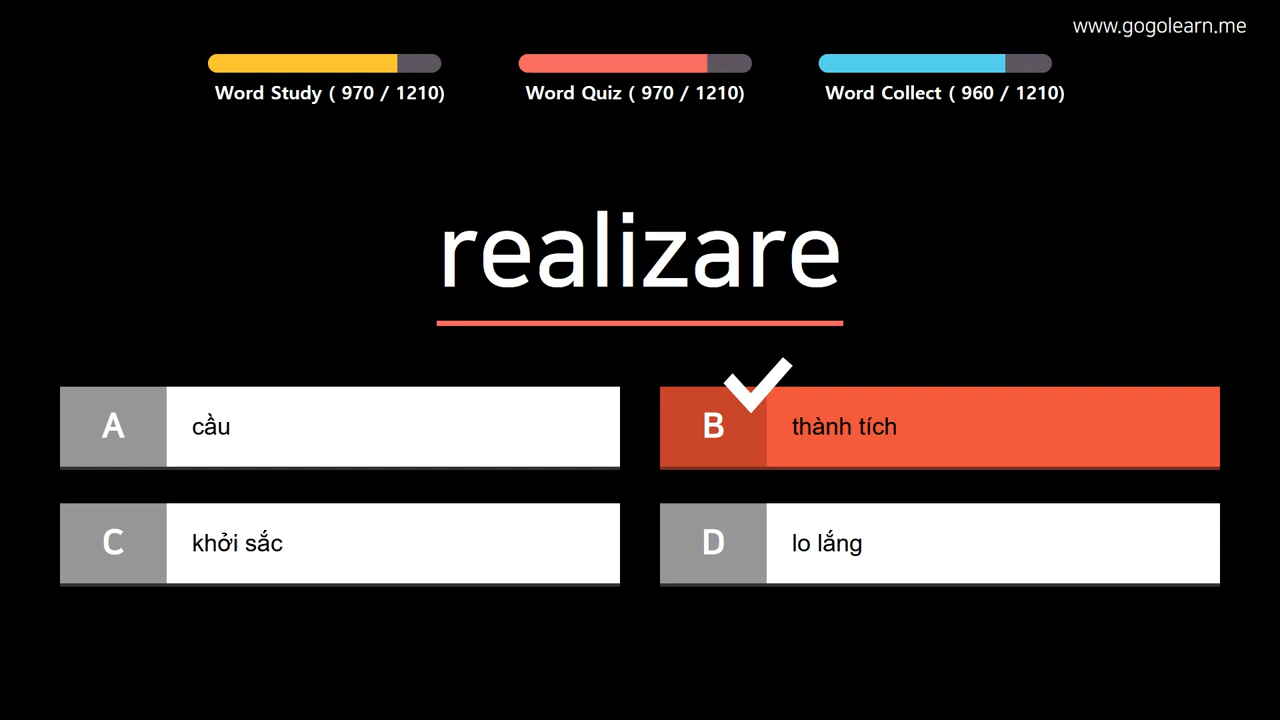 www.gogolearn.me
Word Study ( 970 / 1210)
Word Quiz ( 970 / 1210)
Word Collect ( 960 / 1210)
realizare
A cầu
B thành tích
C khởi sắc
D lo lắng